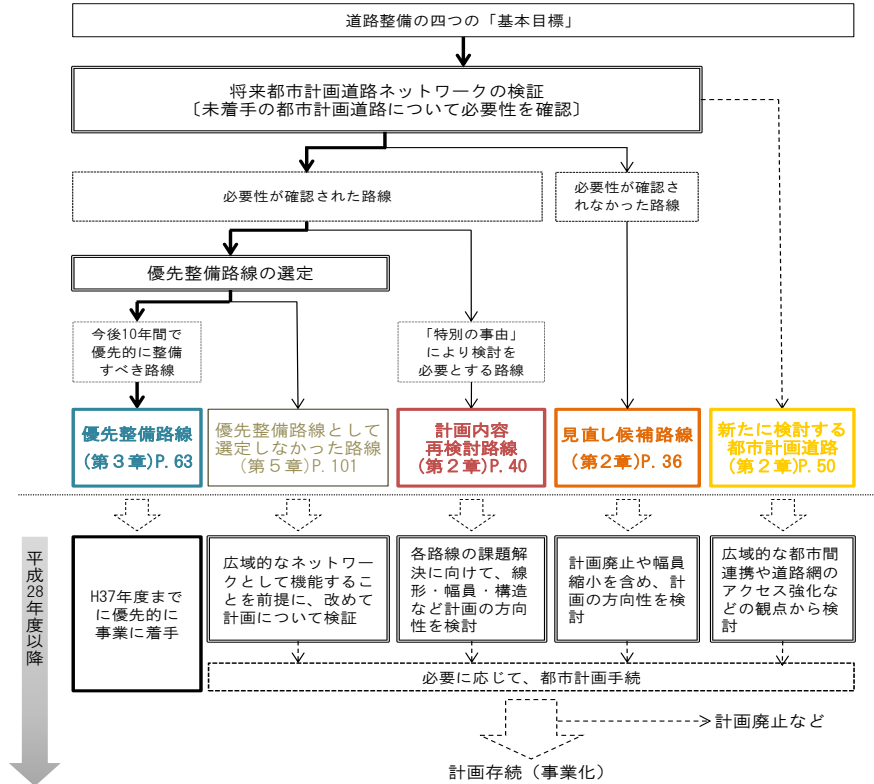 道路整備の四つの「基本目標」
将来都市計画道路ネットワークの検証
〔未着手の都市計画道路について必要性を確認〕
必要性が確認された路線
必要性が確認さ
れなかった路線
優先整備路線の選定
今後10年間で
優先的に整備
すべき路線
「特別の事由」
により検討を
必要とする路線
優先整備路線
(第3章)P.63
優先整備路線として
選定しなかった路線
(第5章)P.101
計画内容
再検討路線
(第2章)P.40
見直し候補路線
(第2章)P.36
新たに検討する
都市計画道路
(第2章)P.50
平成28年度以降
H37年度まで
に優先的に
事業に着手
広域的なネットワー
クとして機能するこ
とを前提に、改めて
計画について検証
各路線の課題解
決に向けて、線
形・幅員・構造
など計画の方向
性を検討
計画廃止や幅員
縮小を含め、計
画の方向性を検
討
広域的な都市間
連携や道路網の
アクセス強化な
どの観点から検
討
必要に応じて、都市計画手続
計画廃止など
計画存続（事業化）